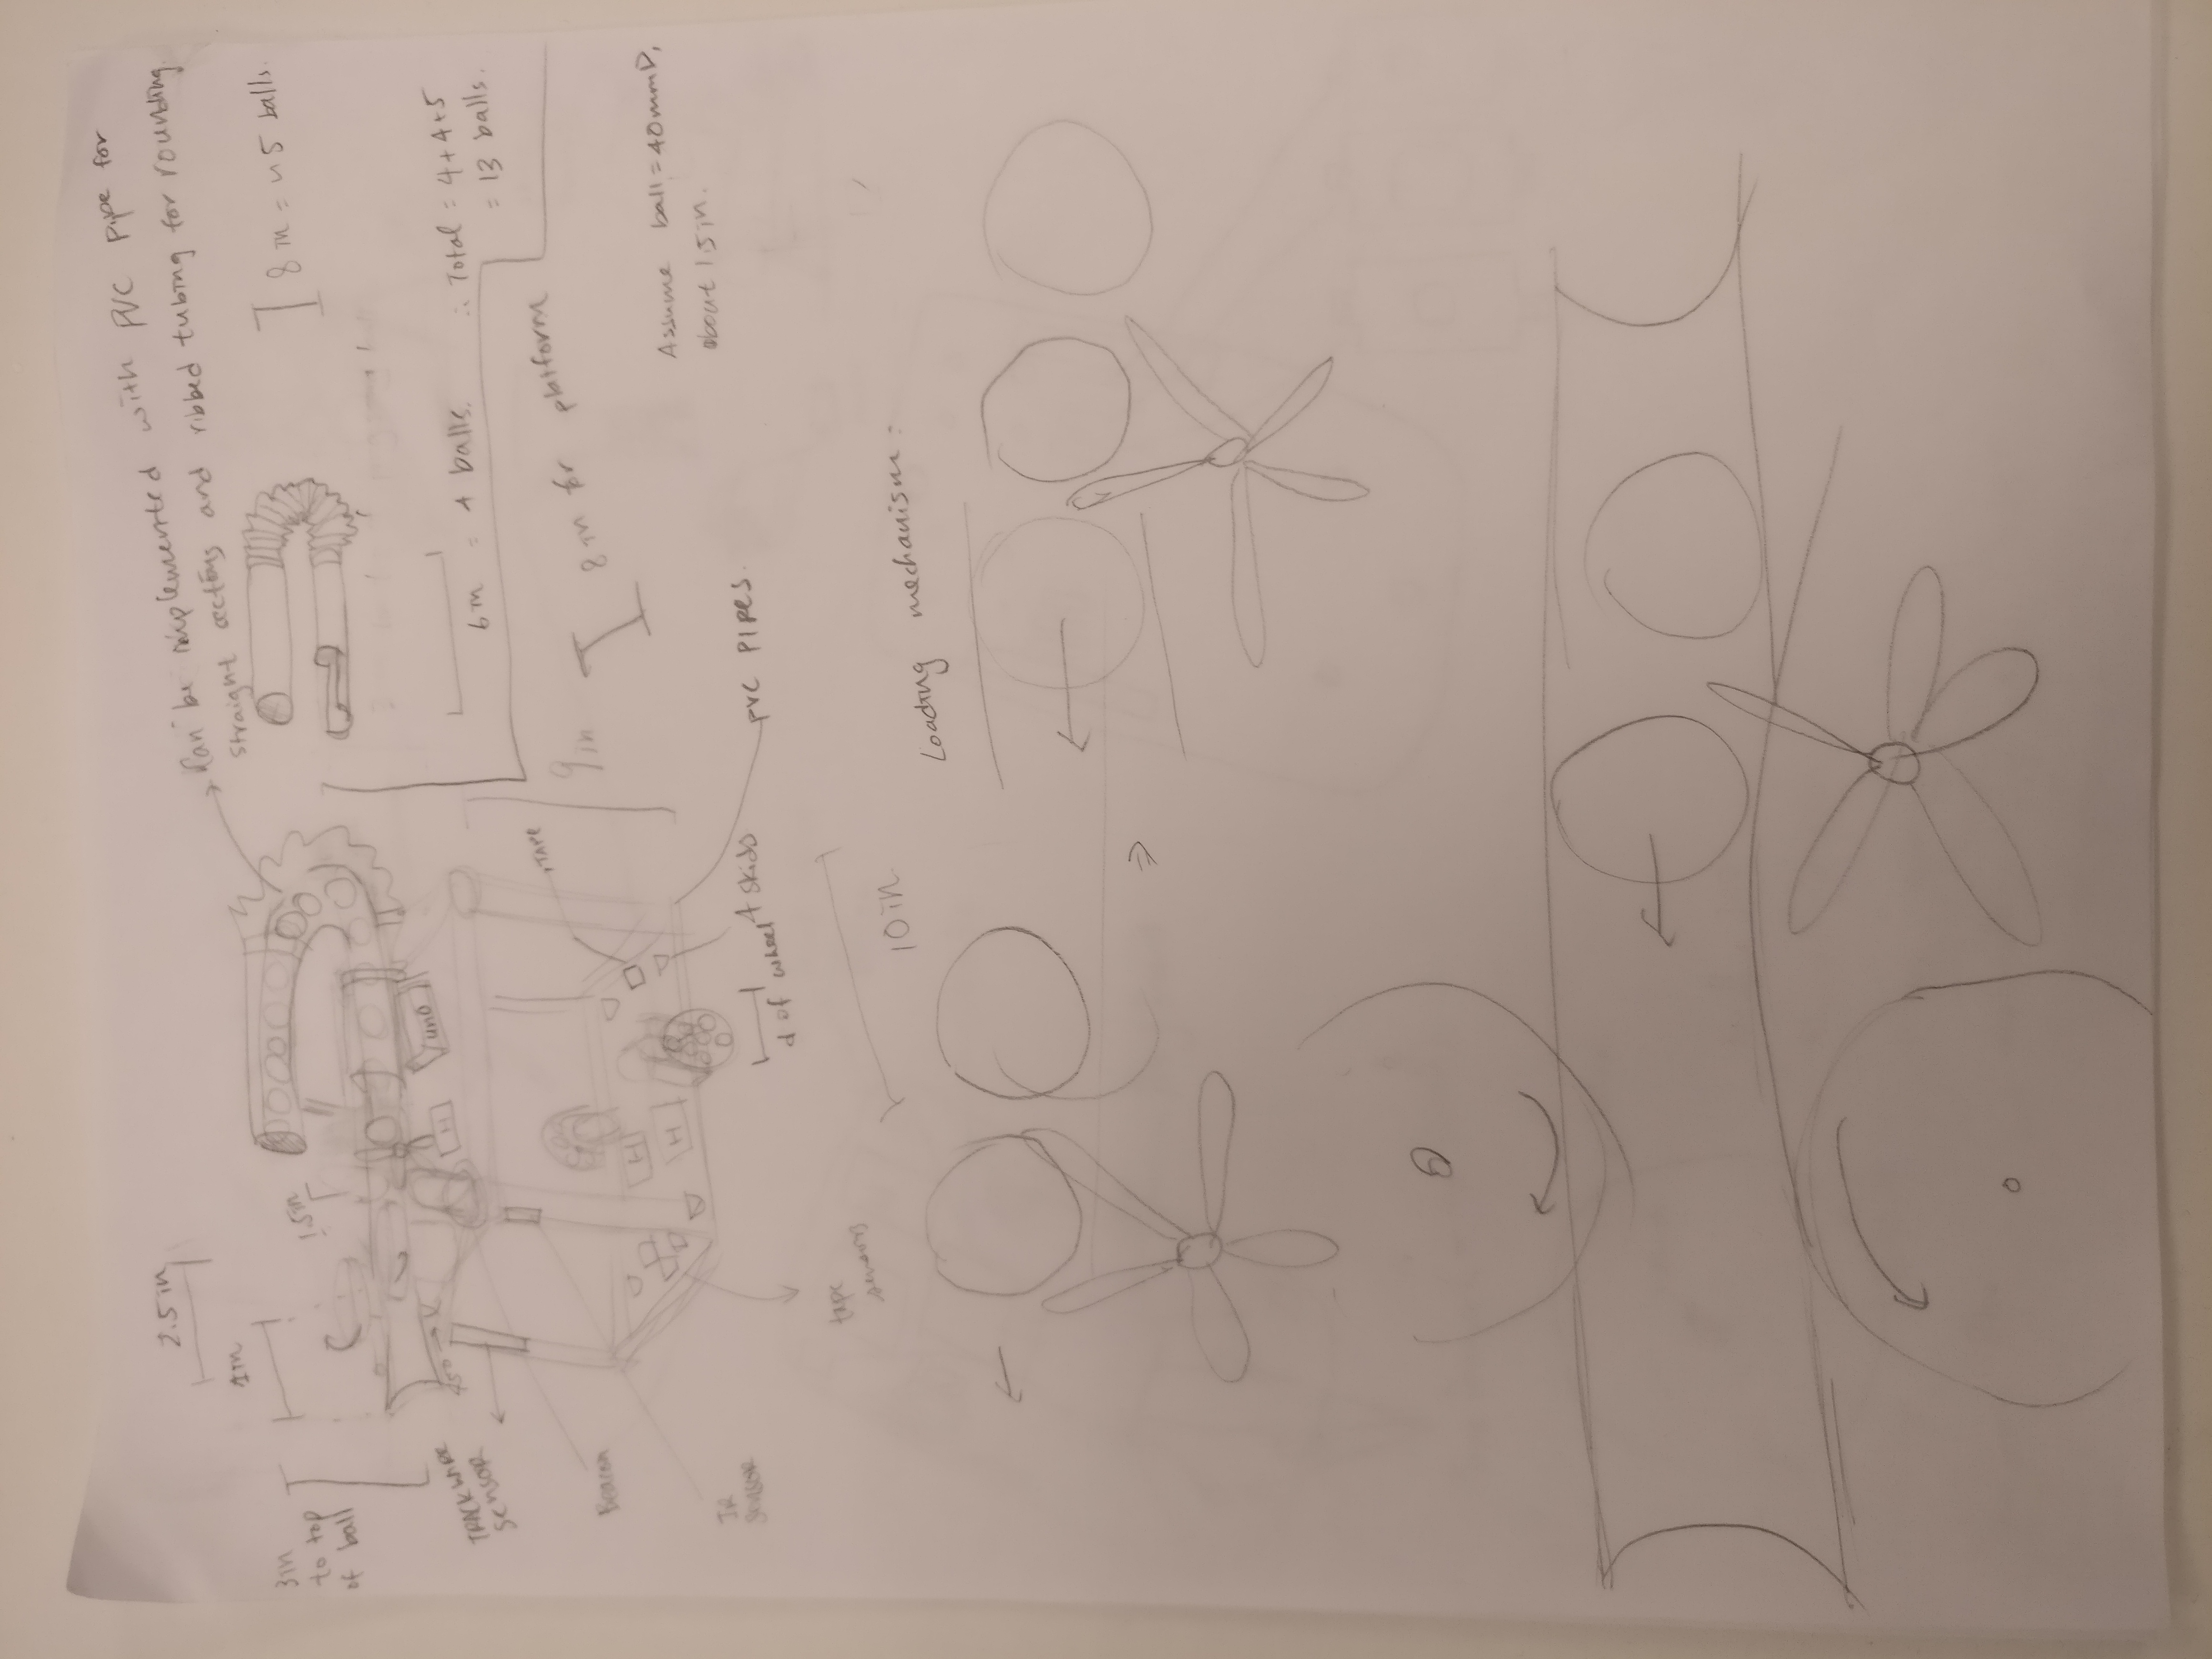 2.5 in
1 in
3 in
to top
of ball
1.5 in
Can be implemented with PVC pipe for
straight sections and ribbed tubing for rounding.
8 in = ~5 balls.
6 in = 4 balls.
∴ Total = 4+4+5
= 13 balls.
TRACKWIRE
SENSOR
45°
H
uno
TAPE
9 in
8 in for platform
Beacon
H
H
Assume ball = 40mm D,
about 1.5 in.
IR
SENSOR
d of wheel
4 skids
PVC PIPES.
tape
sensors
10 in.
Loading mechanism:
⇒